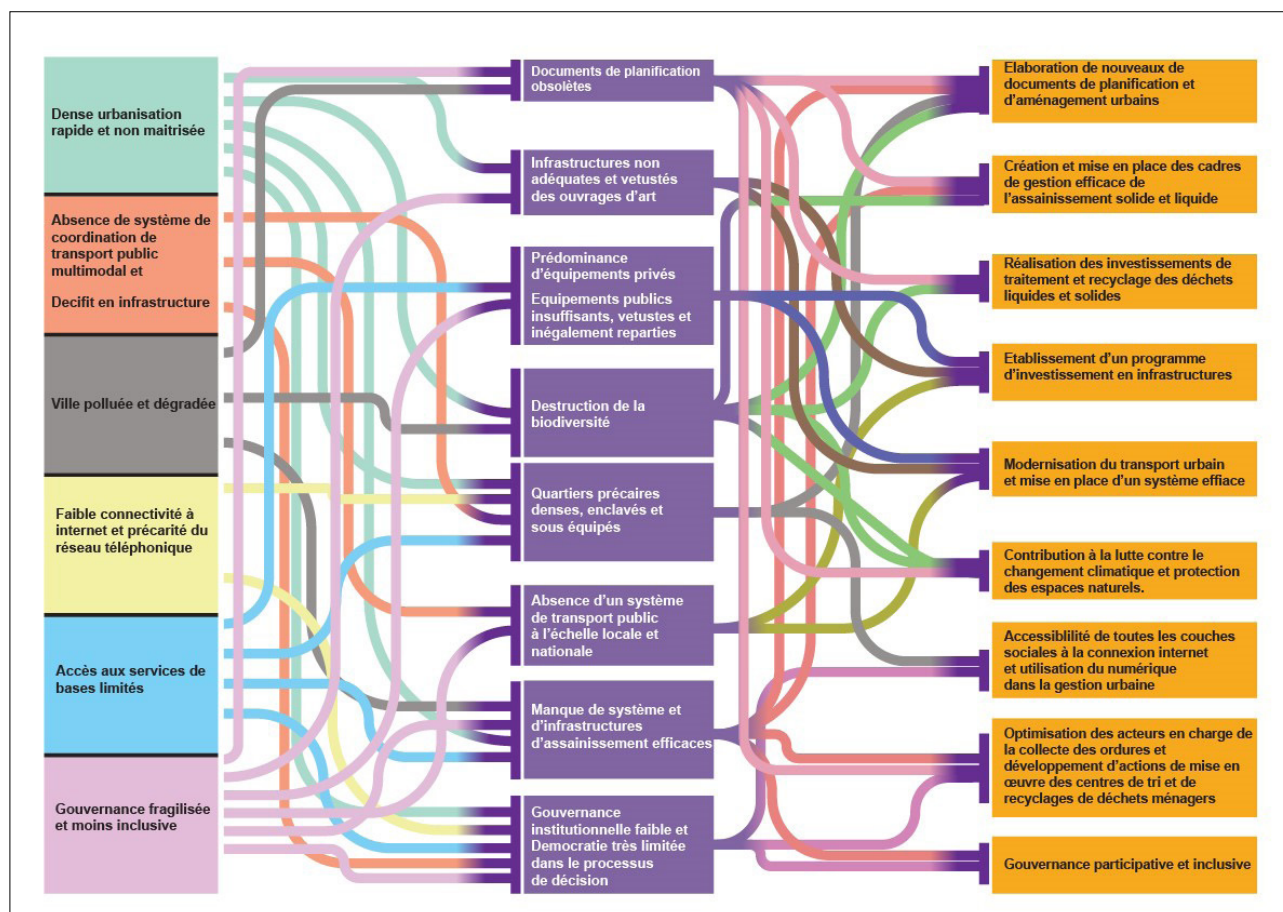 Dense urbanisation
rapide et non maitrisée
Absence de système de
coordination de
transport public
multimodal et
Decifit en infrastructure
Ville polluée et dégradée
Faible connectivité à
internet et précarité du
réseau téléphonique
Accès aux services de
bases limités
Gouvernance fragilisée
et moins inclusive
Documents de planification
obsolètes
Infrastructures non
adéquates et vetustés
des ouvrages d'art
Prédominance
d'équipements privés
Equipements publics
insuffisants, vetustes et
inégalement reparties
Destruction de la
biodiversité
Quartiers précaires
denses, enclavés et
sous équipés
Absence d'un système
de transport public
à l'échelle locale et
nationale
Manque de système et
d'infrastructures
d'assainissement efficaces
Gouvernance
institutionnelle faible et
Democratie très limitée
dans le processus
de décision
Elaboration de nouveaux de
documents de planification et
d'aménagement urbains
Création et mise en place des cadres
de gestion efficace de
l'assainissement solide et liquide
Réalisation des investissements de
traitement et recyclage des déchets
liquides et solides
Etablissement d'un programme
d'investissement en infrastructures
Modernisation du transport urbain
et mise en place d'un système effiace
Contribution à la lutte contre le
changement climatique et protection
des espaces naturels.
Accessiblilité de toutes les couches
sociales à la connexion internet
et utilisation du numérique
dans la gestion urbaine
Optimisation des acteurs en charge de
la collecte des ordures et
développement d'actions de mise en
œuvre des centres de tri et de
recyclages de déchets ménagers
Gouvernance participative et inclusive